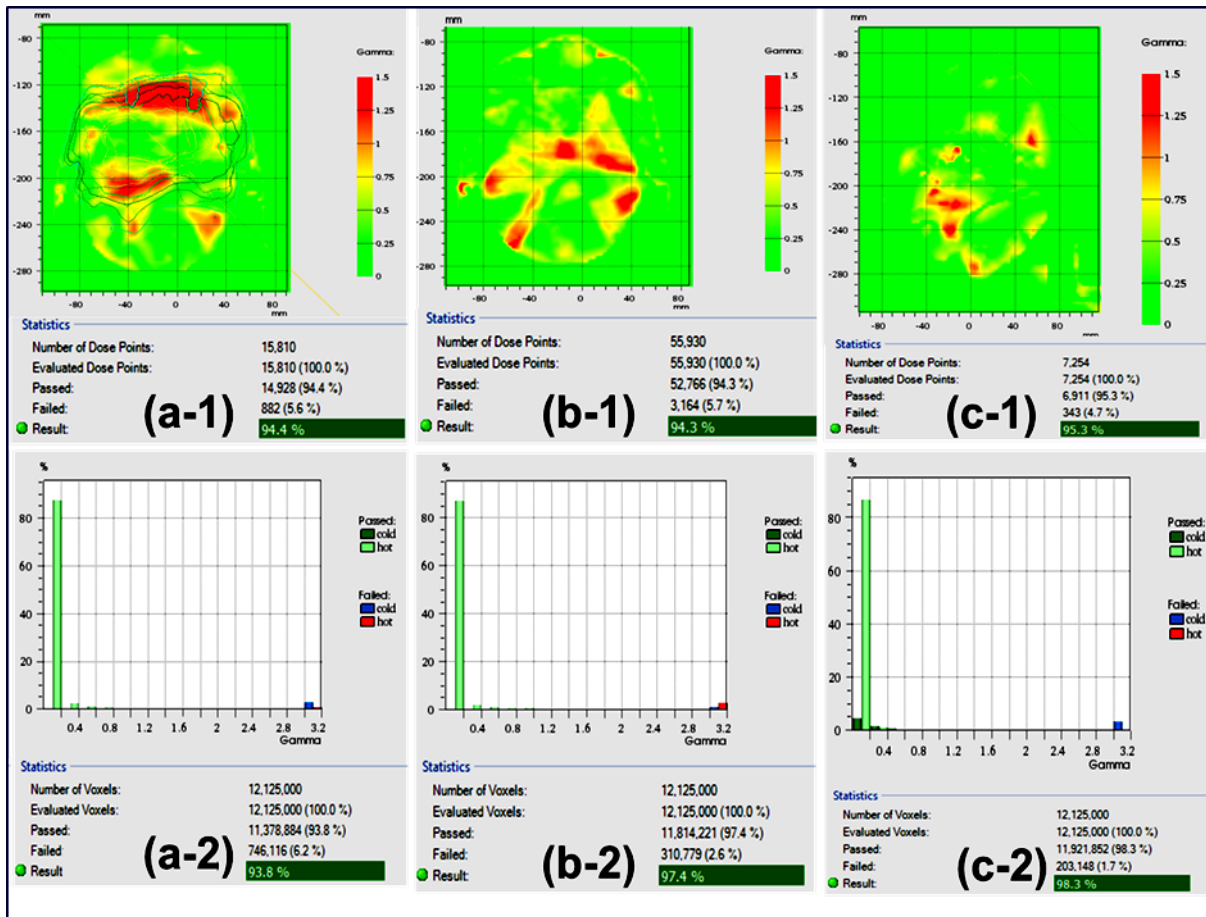 mm
-80
-120
-160
-200
-240
-280
-80 -40 0 40 80
mm
Gamma:
1.5
1.25
1
0.75
0.5
0.25
0
Statistics
Number of Dose Points: 15,810
Evaluated Dose Points: 15,810 (100.0 %)
Passed: 14,928 (94.4 %)
Failed: 882 (5.6 %)
Result: 94.4 %
(a-1)
mm
-80
-120
-160
-200
-240
-280
-80 -40 0 40 80
mm
Gamma:
1.5
1.25
1
0.75
0.5
0.25
0
Statistics
Number of Dose Points: 55,930
Evaluated Dose Points: 55,930 (100.0 %)
Passed: 52,766 (94.3 %)
Failed: 3,164 (5.7 %)
Result: 94.3 %
(b-1)
mm
-80
-120
-160
-200
-240
-280
-80 -40 0 40 80
mm
Gamma:
1.5
1.25
1
0.75
0.5
0.25
0
Statistics
Number of Dose Points: 7,254
Evaluated Dose Points: 7,254 (100.0 %)
Passed: 6,911 (95.3 %)
Failed: 343 (4.7 %)
Result: 95.3 %
(c-1)
%
80
60
40
20
0
0.4 0.8 1.2 1.6 2 2.4 2.8 3.2
Gamma
Passed:
cold
hot
Failed:
cold
hot
Statistics
Number of Voxels: 12,125,000
Evaluated Voxels: 12,125,000 (100.0 %)
Passed: 11,378,884 (93.8 %)
Failed: 746,116 (6.2 %)
Result 93.8 %
(a-2)
%
80
60
40
20
0
0.4 0.8 1.2 1.6 2 2.4 2.8 3.2
Gamma
Passed:
cold
hot
Failed:
cold
hot
Statistics
Number of Voxels: 12,125,000
Evaluated Voxels: 12,125,000 (100.0 %)
Passed: 11,814,221 (97.4 %)
Failed: 310,779 (2.6 %)
Result: 97.4 %
(b-2)
%
80
60
40
20
0
0.4 0.8 1.2 1.6 2 2.4 2.8 3.2
Gamma
Passed:
cold
hot
Failed:
cold
hot
Statistics
Number of Voxels: 12,125,000
Evaluated Voxels: 12,125,000 (100.0 %)
Passed: 11,921,852 (98.3 %)
Failed: 203,148 (1.7 %)
Result: 98.3 %
(c-2)